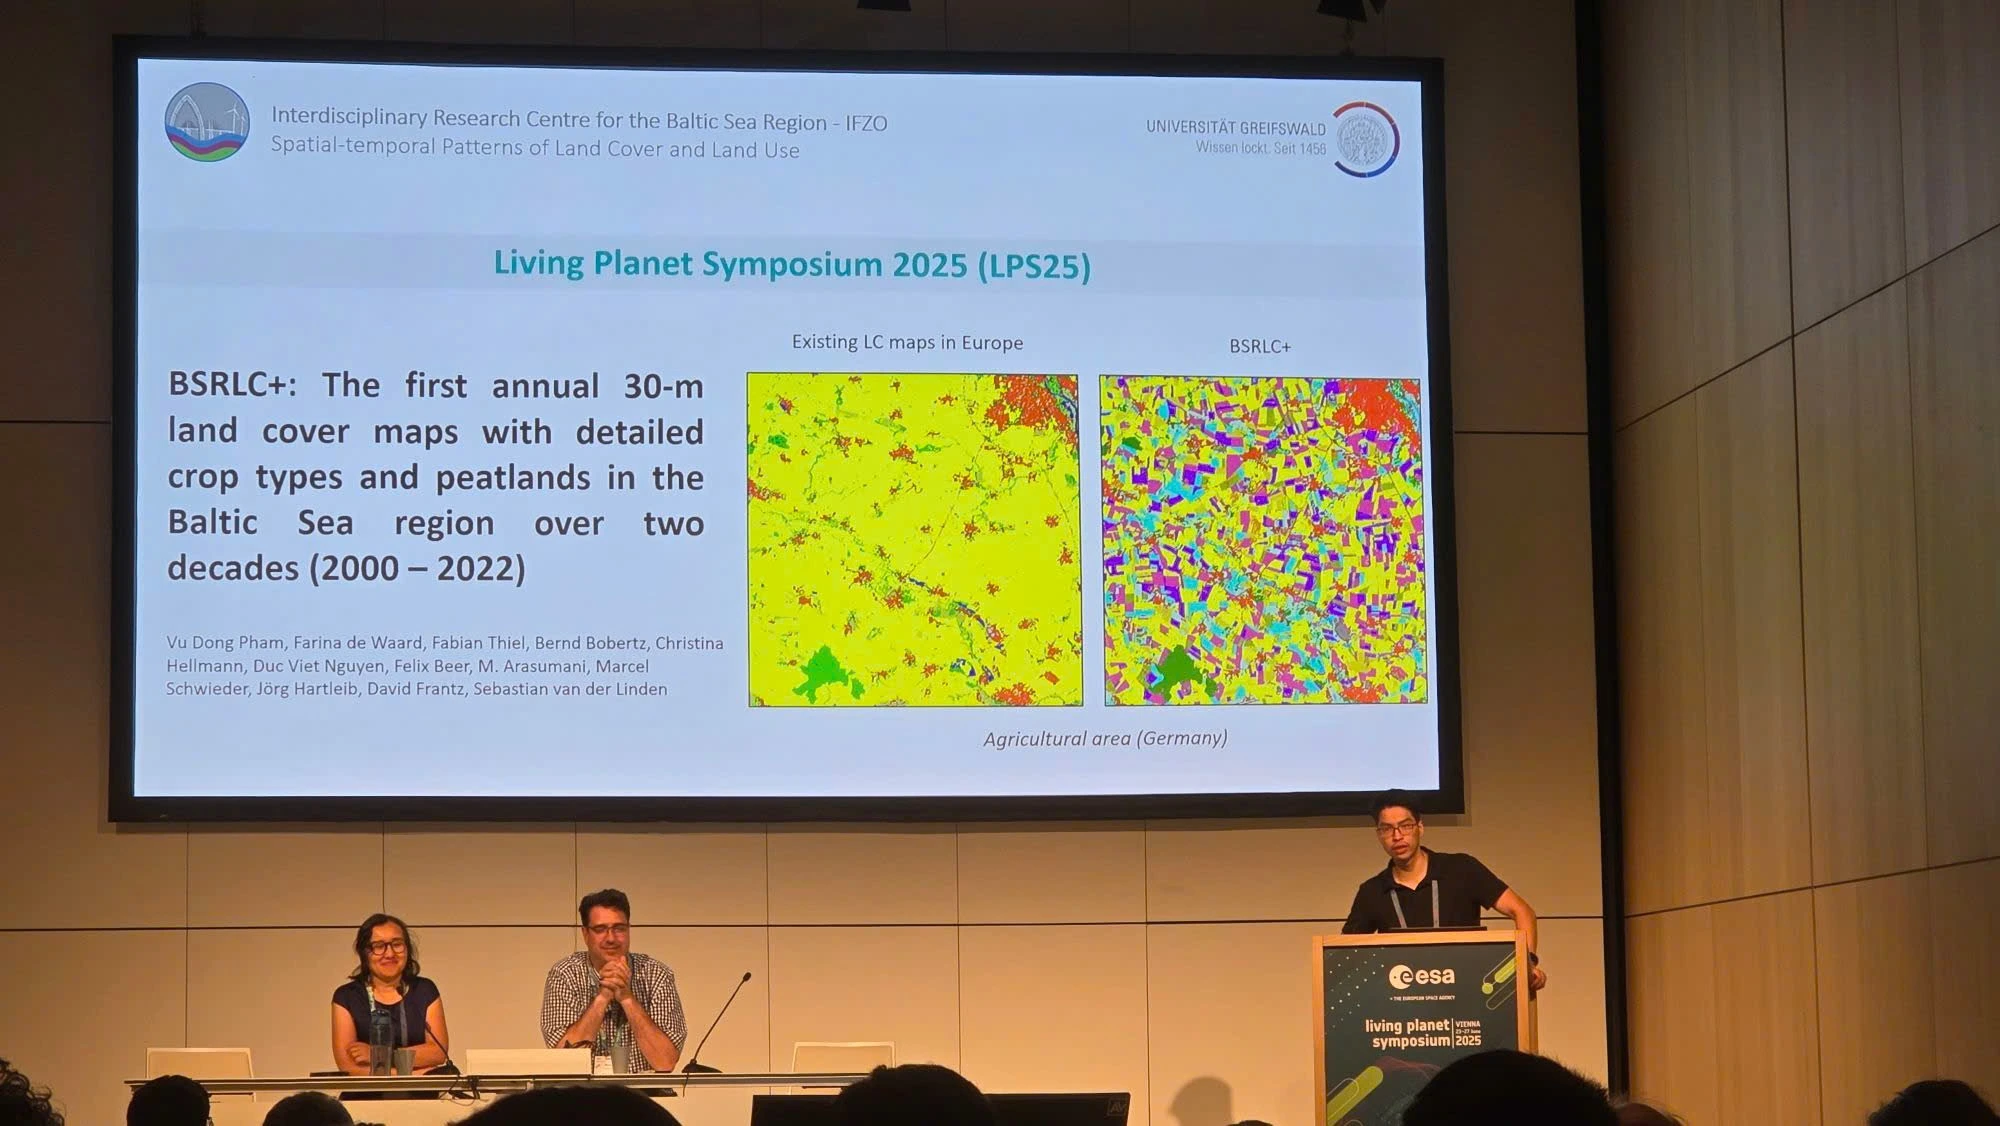 Interdisciplinary Research Centre for the Baltic Sea Region - IFZO
Spatial-temporal Patterns of Land Cover and Land Use
UNIVERSITÄT GREIFSWALD
Wissen lockt. Seit 1456
Living Planet Symposium 2025 (LPS25)
BSRLC+: The first annual 30-m
land cover maps with detailed
crop types and peatlands in the
Baltic Sea region over two
decades (2000 – 2022)
Vu Dong Pham, Farina de Waard, Fabian Thiel, Bernd Bobertz, Christina
Hellmann, Duc Viet Nguyen, Felix Beer, M. Arasumani, Marcel
Schwieder, Jörg Hartleib, David Frantz, Sebastian van der Linden
Existing LC maps in Europe
BSRLC+
Agricultural area (Germany)
esa
THE EUROPEAN SPACE AGENCY
living planet
symposium
VIENNA
23-27 June
2025